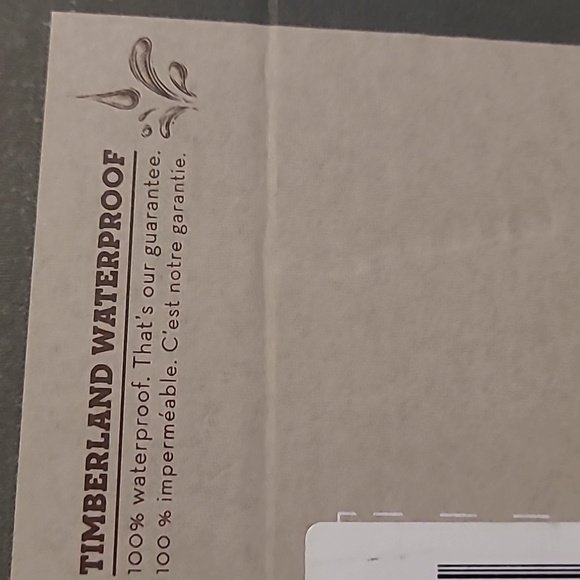 TIMBERLAND WATERPROOF
100% waterproof. That's our guarantee.
100 % imperméable. C'est notre garantie.